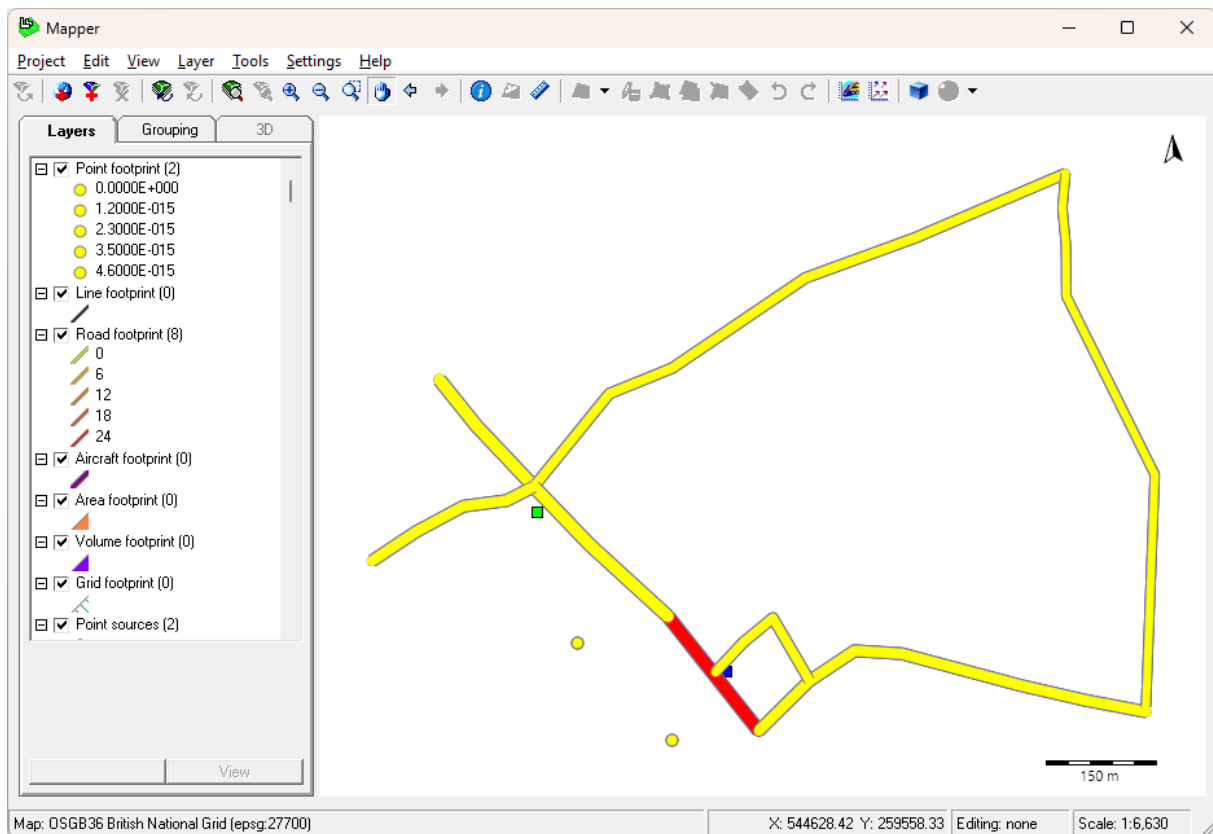 Mapper
Project Edit View Layer Tools Settings Help
Layers Grouping 3D
Point footprint (2)
0.0000E+000
1.2000E-015
2.3000E-015
3.5000E-015
4.6000E-015
Line footprint (0)
Road footprint (8)
0
6
12
18
24
Aircraft footprint (0)
Area footprint (0)
Volume footprint (0)
Grid footprint (0)
Point sources (2)
View
150 m
Map: OSGB36 British National Grid (epsg:27700) X: 544628.42 Y: 259558.33 Editing: none Scale: 1:6,630